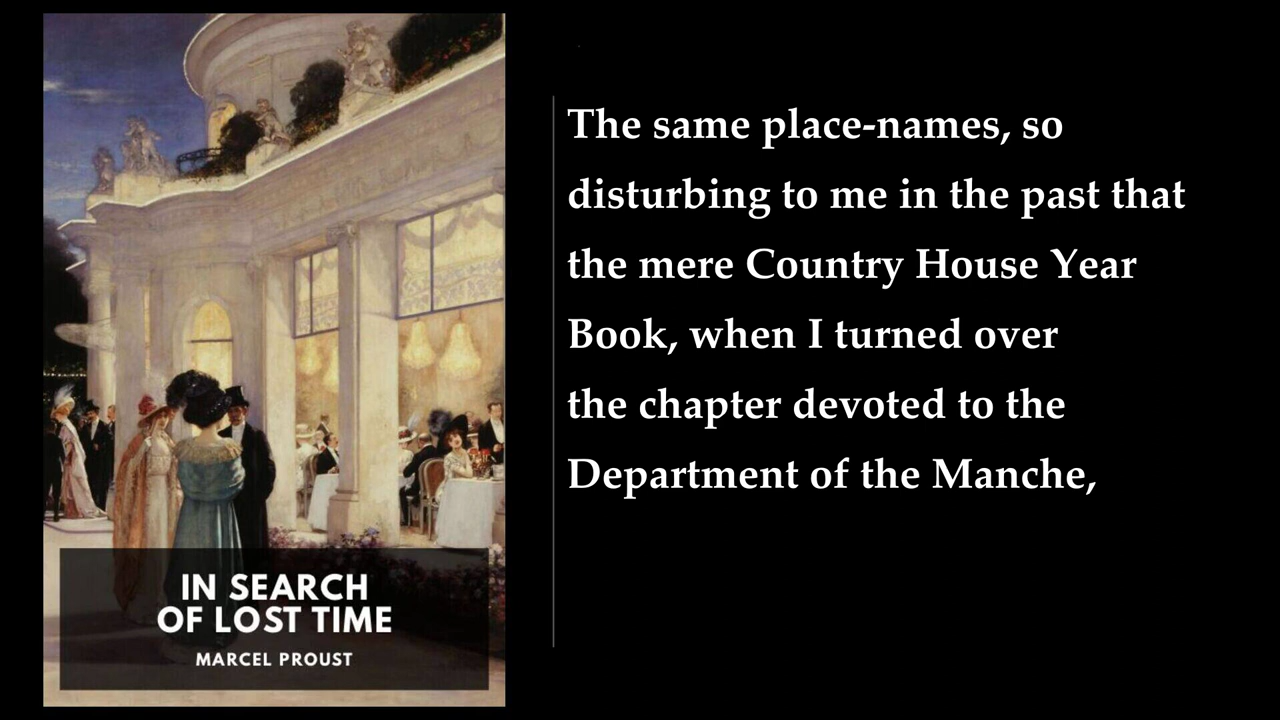 The same place-names, so
disturbing to me in the past that
the mere Country House Year
Book, when I turned over
the chapter devoted to the
Department of the Manche,
IN SEARCH
OF LOST TIME
MARCEL PROUST